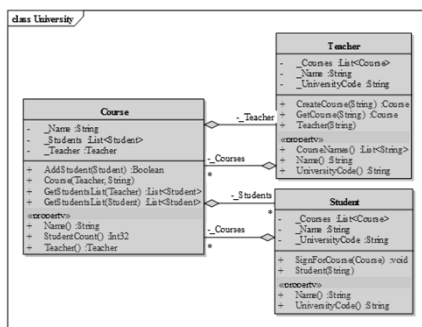 class University
Teacher
- _Courses :List<Course>
- _Name :String
- _UniversityCode :String
+ CreateCourse(String) :Course
+ GetCourse(String) :Course
+ Teacher(String)
«property»
+ CourseNames() :List<String>
+ Name() :String
+ UniversityCode() :String
Course
- _Name :String
- _Students :List<Student>
- _Teacher :Teacher
+ AddStudent(Student) :Boolean
+ Course(Teacher, String)
+ GetStudentsList(Teacher) :List<Student>
+ GetStudentsList(Student) :List<Student>
«property»
+ Name() :String
+ StudentCount() :Int32
+ Teacher() :Teacher
-_Teacher
-_Courses
*
-_Students
*
-_Courses
*
Student
- _Courses :List<Course>
- _Name :String
- _UniversityCode :String
+ SignForCourse(Course) :void
+ Student(String)
«property»
+ Name() :String
+ UniversityCode() :String